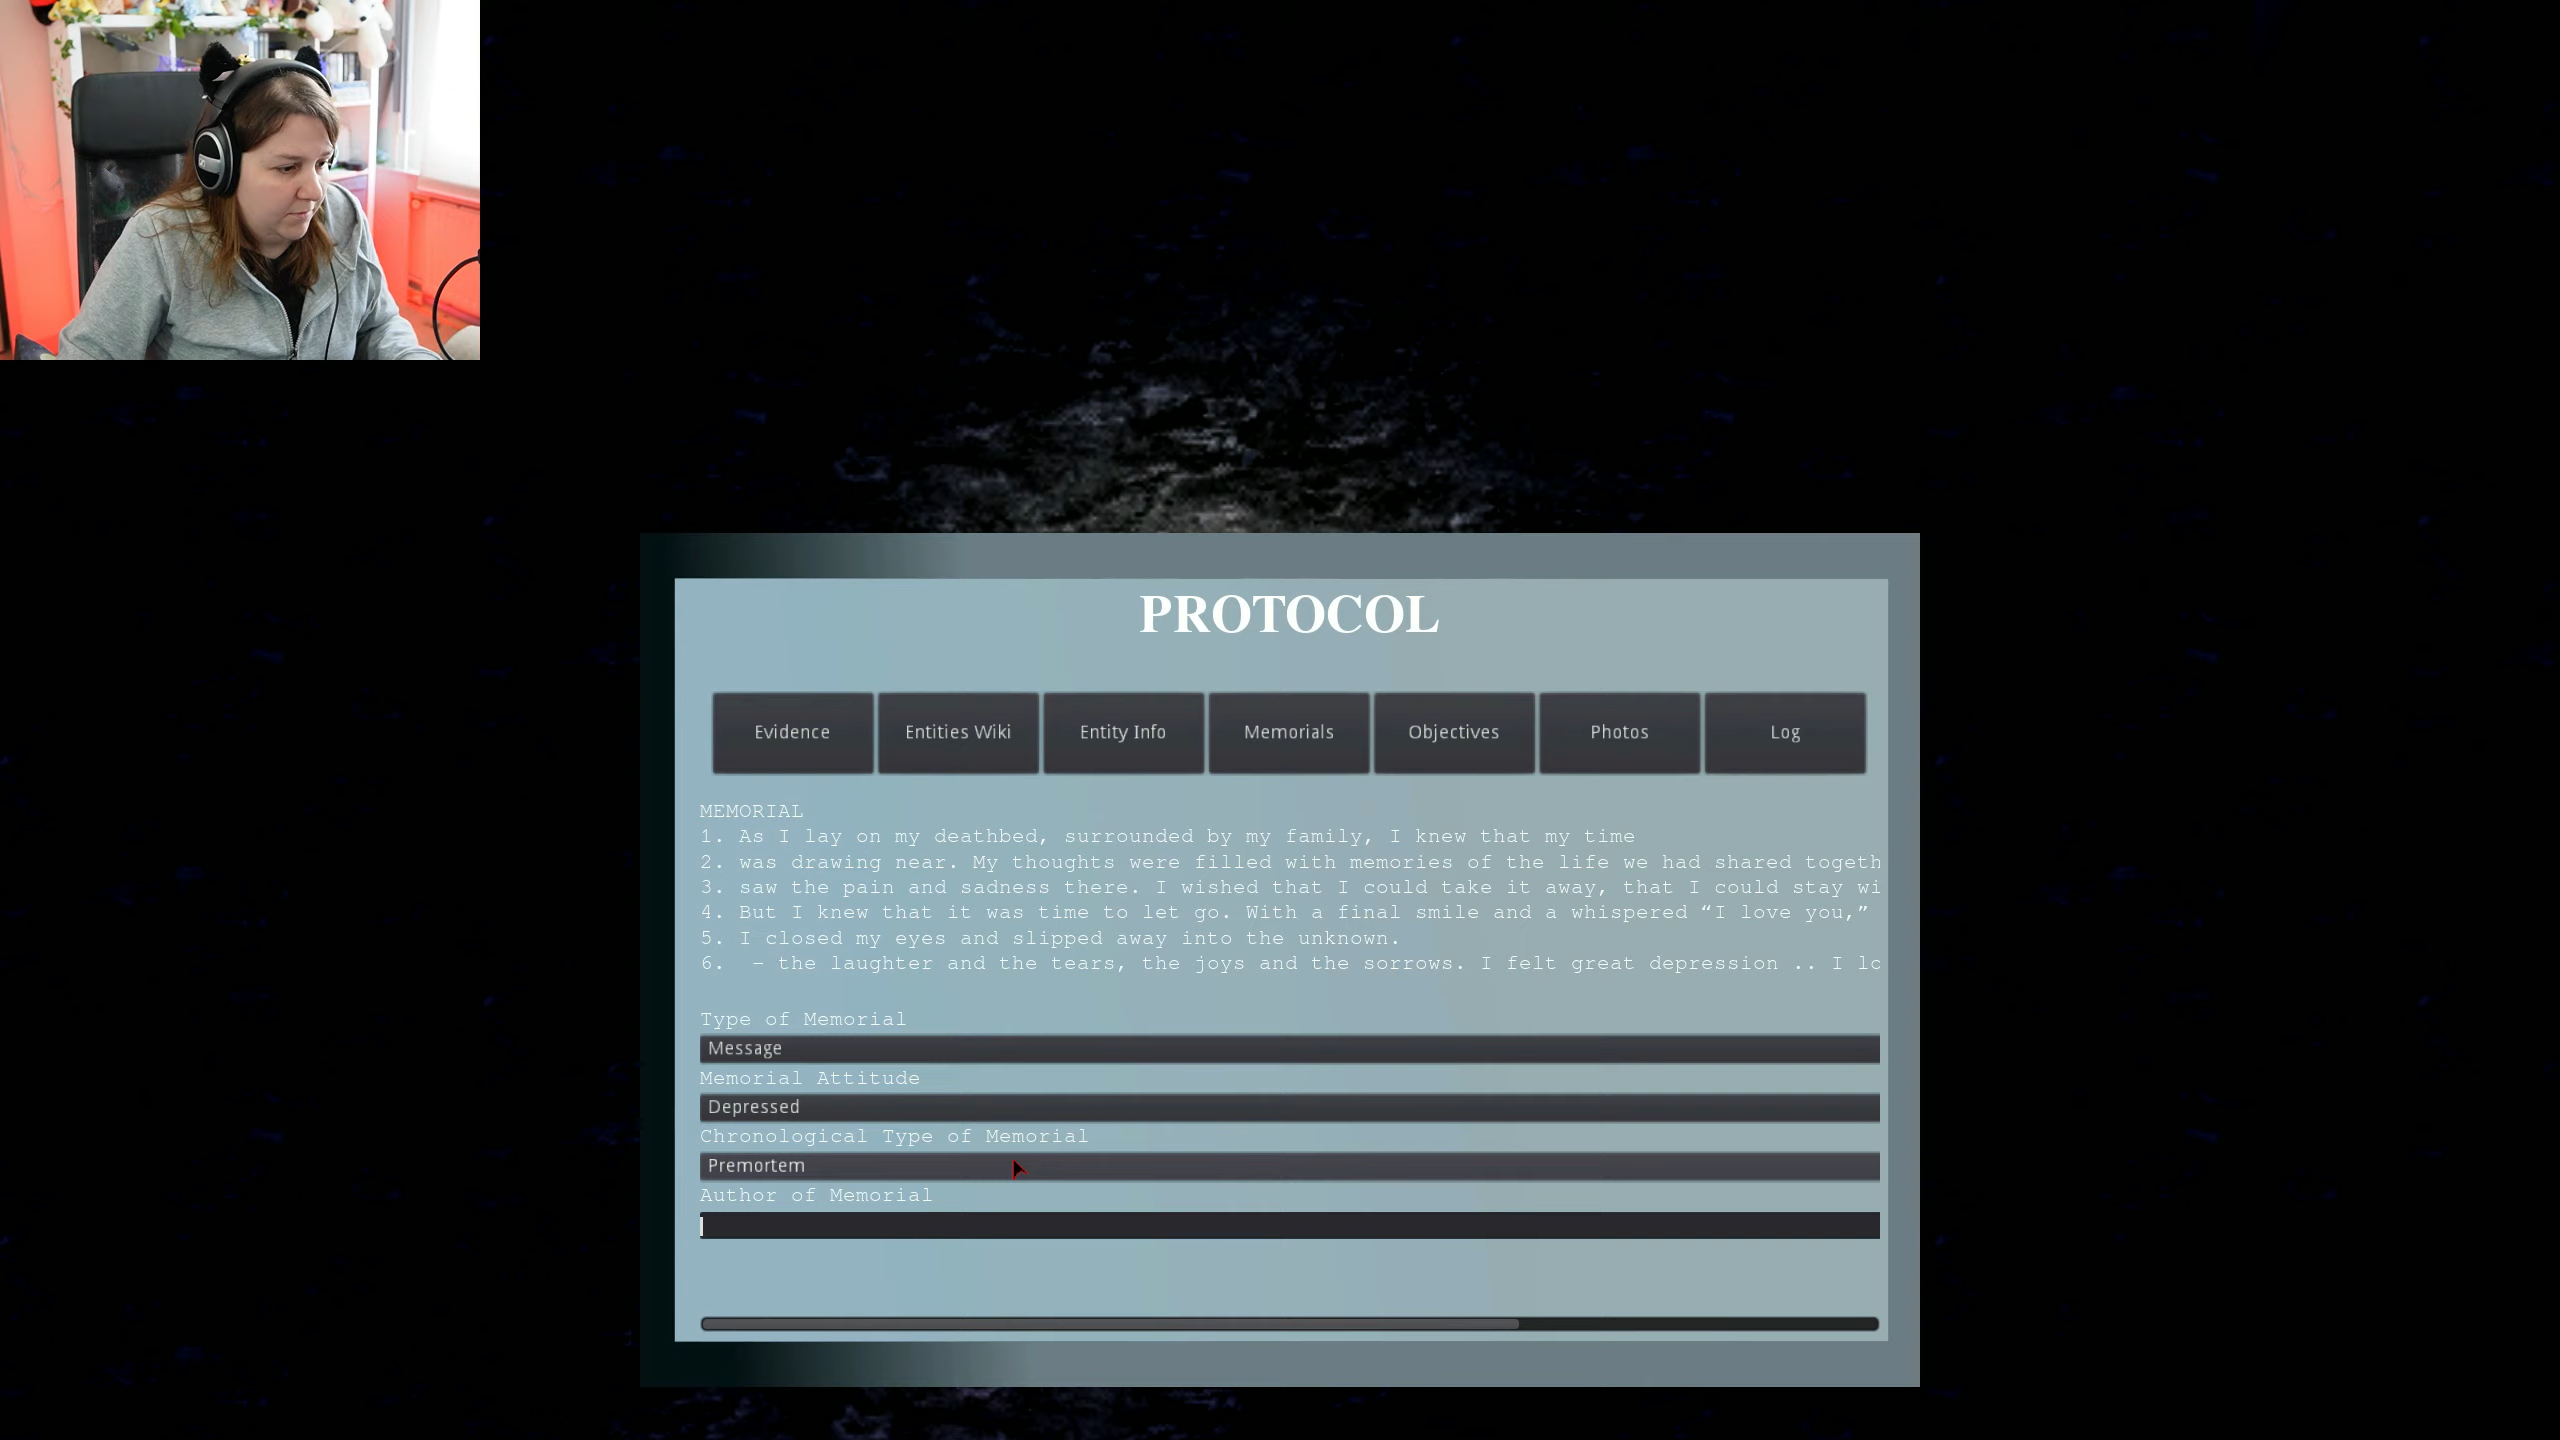 PROTOCOL
Evidence Entities Wiki Entity Info Memorials Objectives Photos Log
MEMORIAL
1. As I lay on my deathbed, surrounded by my family, I knew that my time
2. was drawing near. My thoughts were filled with memories of the life we had shared togeth
3. saw the pain and sadness there. I wished that I could take it away, that I could stay wi
4. But I knew that it was time to let go. With a final smile and a whispered “I love you,”
5. I closed my eyes and slipped away into the unknown.
6. – the laughter and the tears, the joys and the sorrows. I felt great depression .. I lo
Type of Memorial
Message
Memorial Attitude
Depressed
Chronological Type of Memorial
Premortem
Author of Memorial